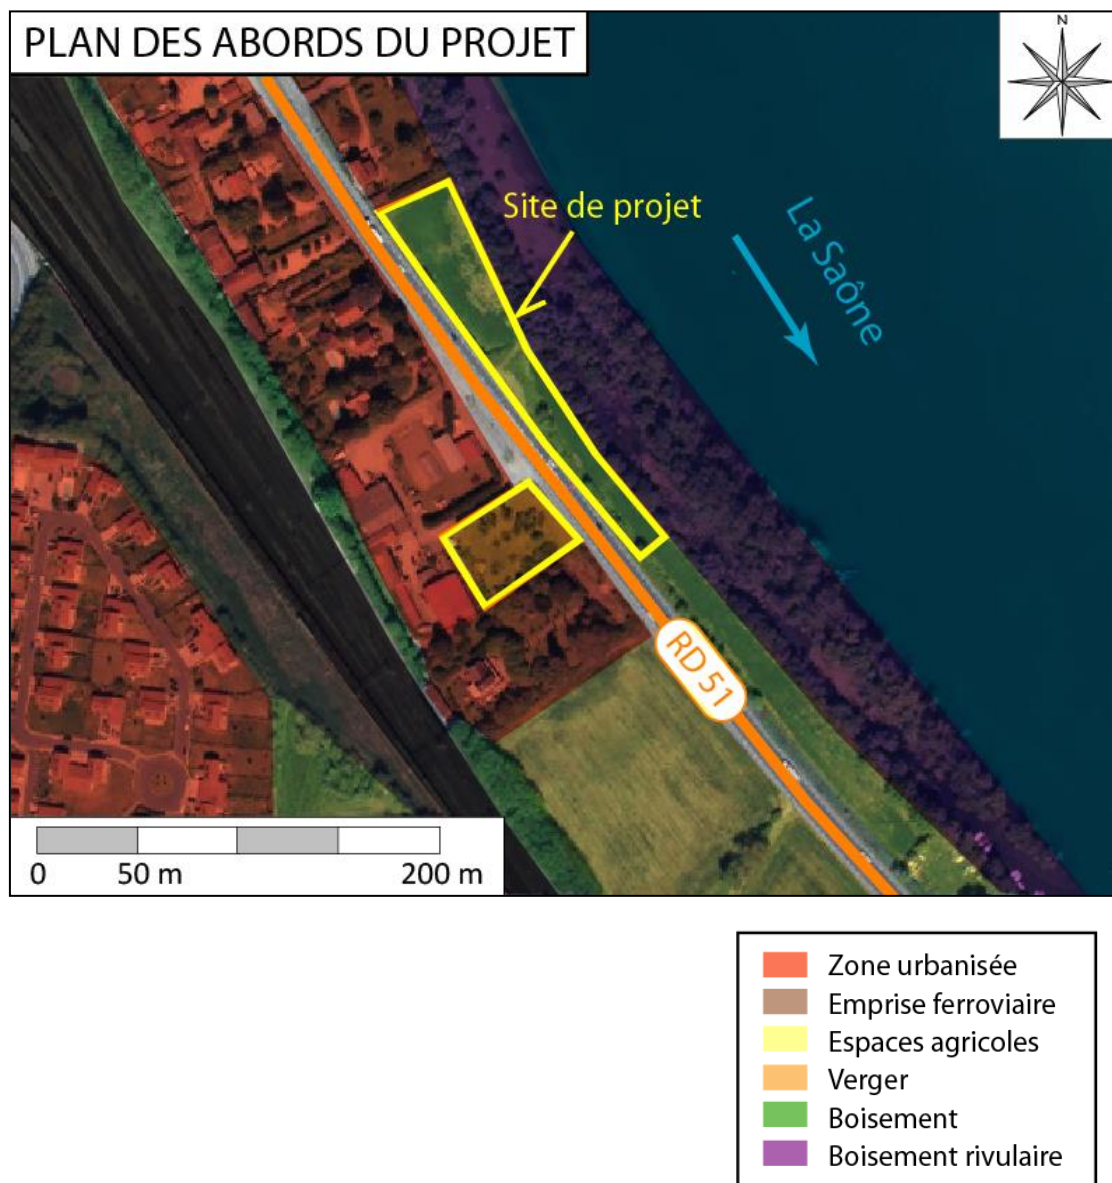 PLAN DES ABORDS DU PROJET
N
Site de projet
La Saône
RD 51
0 50 m 200 m
Zone urbanisée
Emprise ferroviaire
Espaces agricoles
Verger
Boisement
Boisement rivulaire